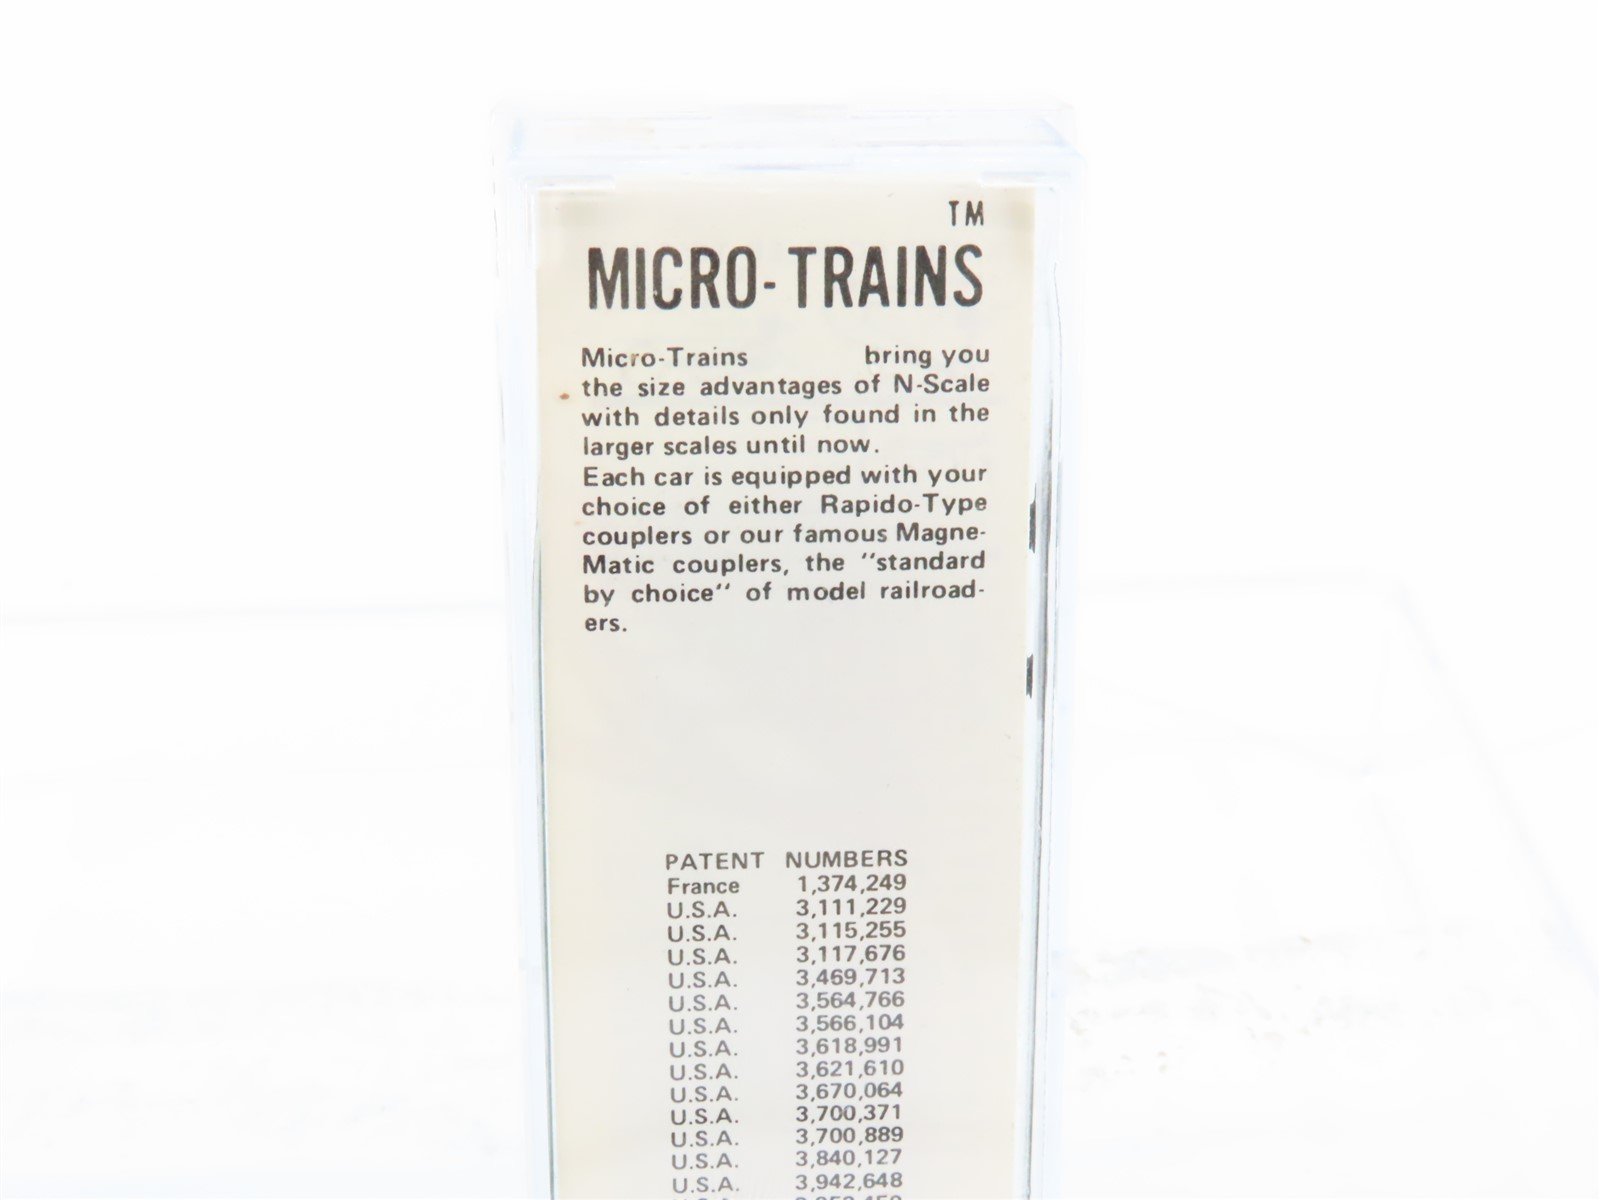 TM
MICRO-TRAINS
Micro-Trains bring you
the size advantages of N-Scale
with details only found in the
larger scales until now.
Each car is equipped with your
choice of either Rapido-Type
couplers or our famous Magne-
Matic couplers, the "standard
by choice" of model railroad-
ers.
PATENT NUMBERS
France 1,374,249
U.S.A. 3,111,229
U.S.A. 3,115,255
U.S.A. 3,117,676
U.S.A. 3,469,713
U.S.A. 3,564,766
U.S.A. 3,566,104
U.S.A. 3,618,991
U.S.A. 3,621,610
U.S.A. 3,670,064
U.S.A. 3,700,371
U.S.A. 3,700,889
U.S.A. 3,840,127
U.S.A. 3,942,648